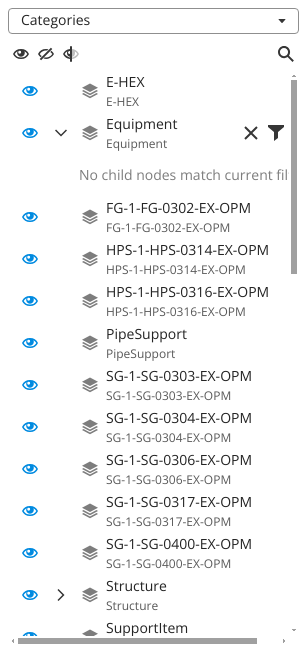 Categories
E-HEX
E-HEX
Equipment
Equipment
No child nodes match current fil
FG-1-FG-0302-EX-OPM
FG-1-FG-0302-EX-OPM
HPS-1-HPS-0314-EX-OPM
HPS-1-HPS-0314-EX-OPM
HPS-1-HPS-0316-EX-OPM
HPS-1-HPS-0316-EX-OPM
PipeSupport
PipeSupport
SG-1-SG-0303-EX-OPM
SG-1-SG-0303-EX-OPM
SG-1-SG-0304-EX-OPM
SG-1-SG-0304-EX-OPM
SG-1-SG-0306-EX-OPM
SG-1-SG-0306-EX-OPM
SG-1-SG-0317-EX-OPM
SG-1-SG-0317-EX-OPM
SG-1-SG-0400-EX-OPM
SG-1-SG-0400-EX-OPM
Structure
Structure
SupportItem